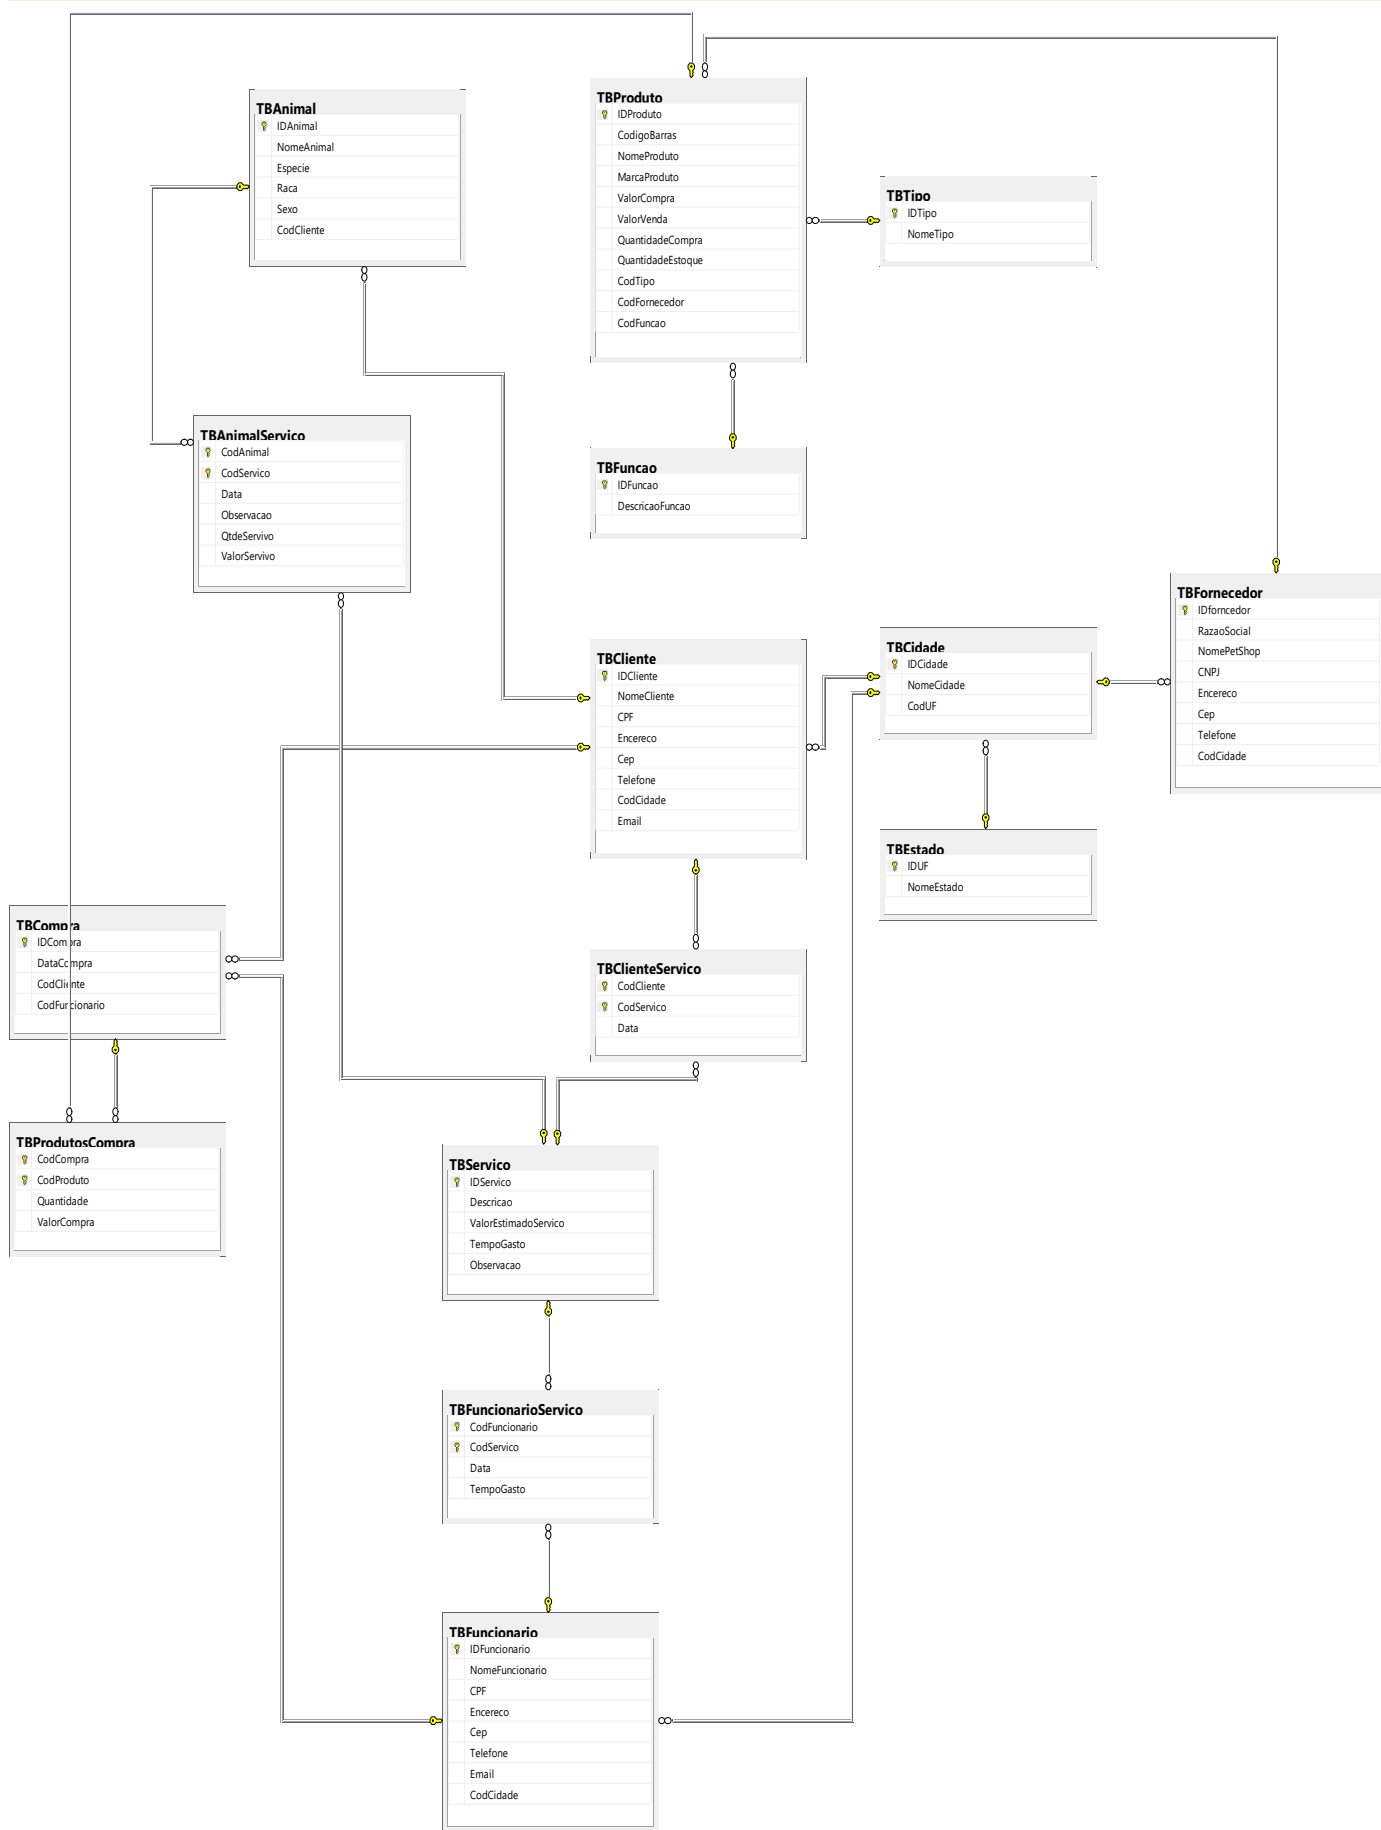 TBAnimal
IDAnimal
NomeAnimal
Especie
Raca
Sexo
CodCliente
TBProduto
IDProduto
CodigoBarras
NomeProduto
MarcaProduto
ValorCompra
ValorVenda
QuantidadeCompra
QuantidadeEstoque
CodTipo
CodFornecedor
CodFuncao
TBTipo
IDTipo
NomeTipo
TBAnimalServico
CodAnimal
CodServico
Data
Observacao
QtdeServivo
ValorServivo
TBFuncao
IDFuncao
DescricaoFuncao
TBFornecedor
IDforncedor
RazaoSocial
NomePetShop
CNPJ
Encereco
Cep
Telefone
CodCidade
TBCliente
IDCliente
NomeCliente
CPF
Encereco
Cep
Telefone
CodCidade
Email
TBCidade
IDCidade
NomeCidade
CodUF
TBEstado
IDUF
NomeEstado
TBCompra
IDCompra
DataCompra
CodCliente
CodFuncionario
TBClienteServico
CodCliente
CodServico
Data
TBProdutosCompra
CodCompra
CodProduto
Quantidade
ValorCompra
TBServico
IDServico
Descricao
ValorEstimadoServico
TempoGasto
Observacao
TBFuncionarioServico
CodFuncionario
CodServico
Data
TempoGasto
TBFuncionario
IDFuncionario
NomeFuncionario
CPF
Encereco
Cep
Telefone
Email
CodCidade